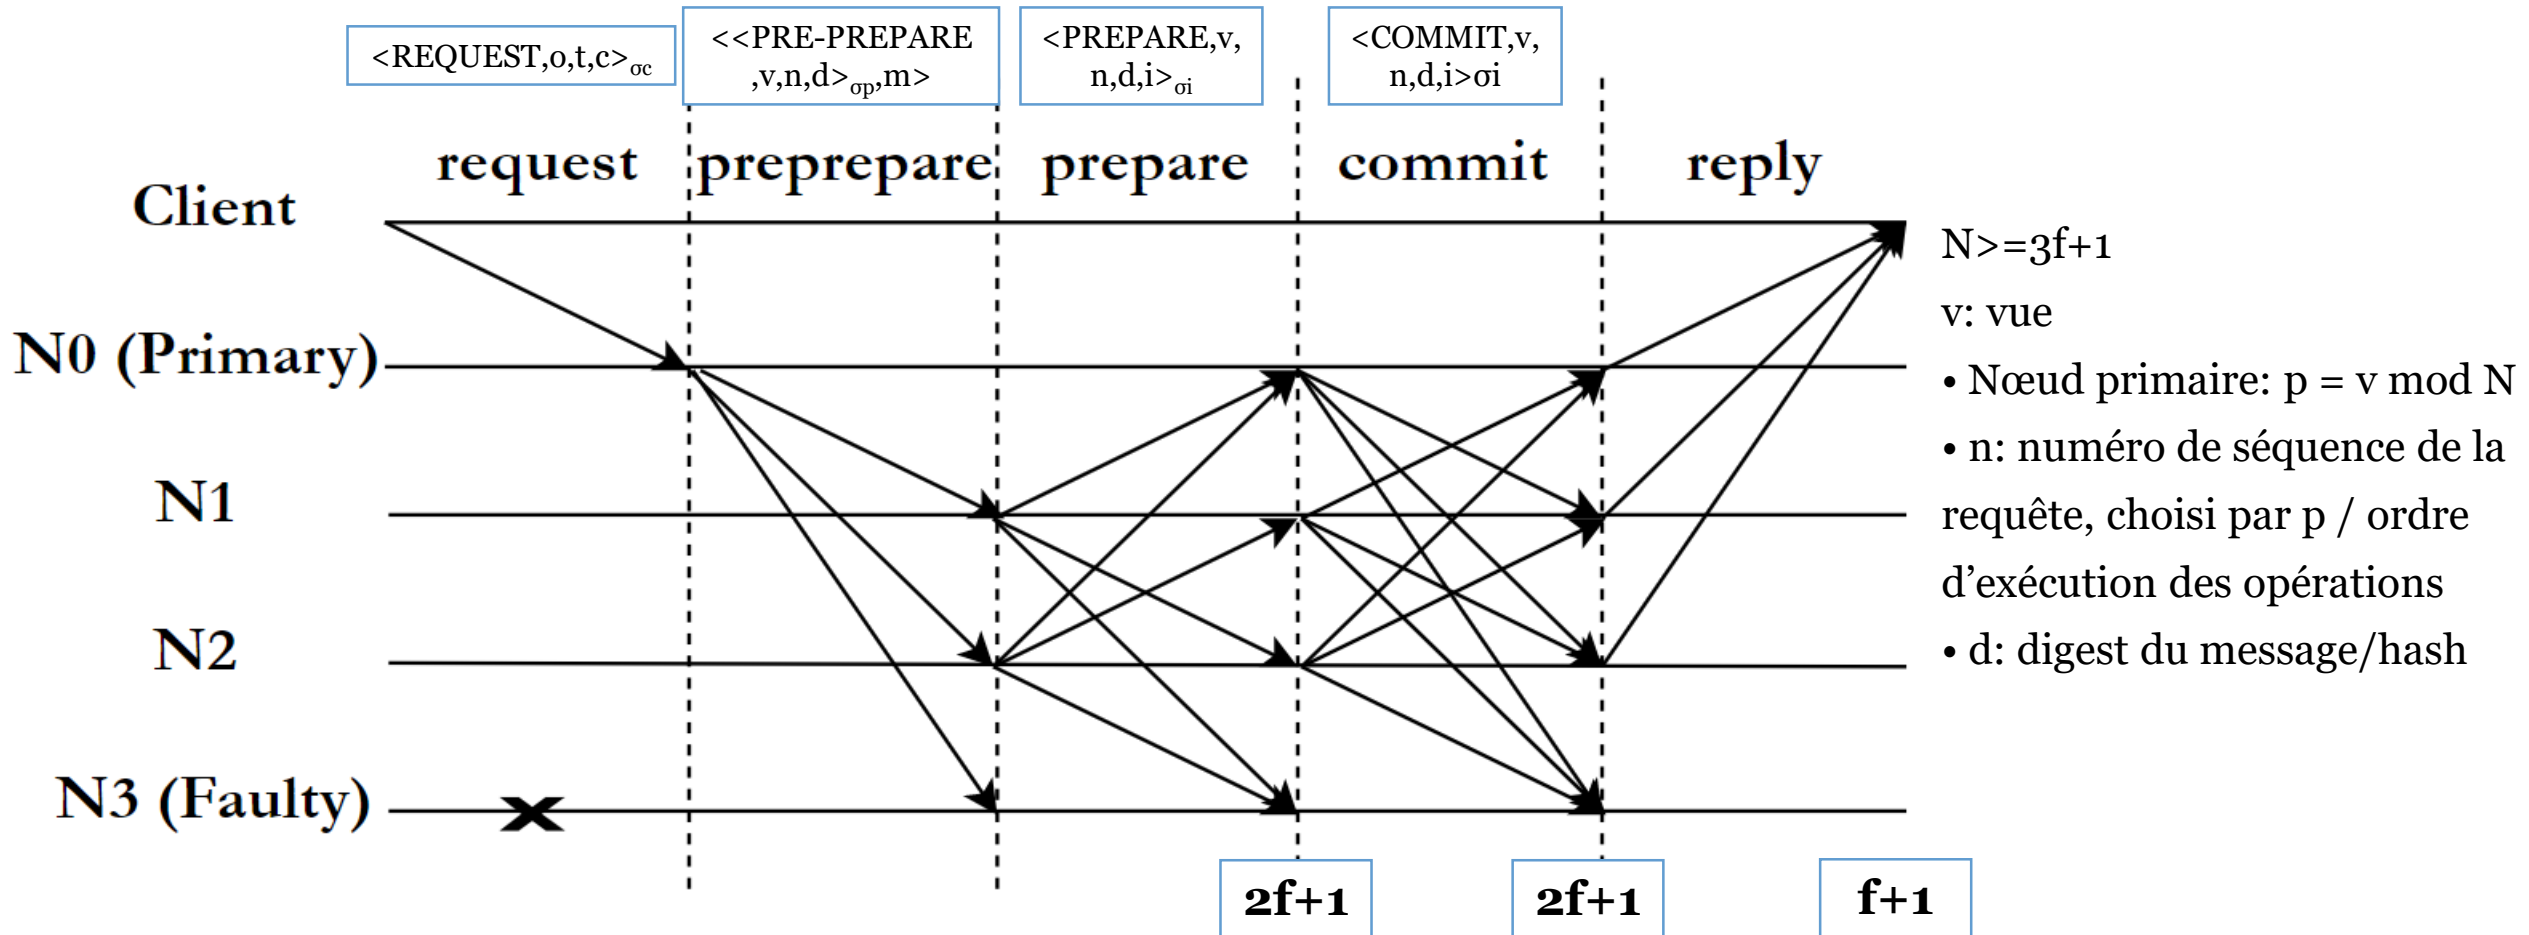 <REQUEST,o,t,c>σc
<<PRE-PREPARE
,v,n,d>σp,m>
<PREPARE,v,
n,d,i>σi
<COMMIT,v,
n,d,i>σi
request
preprepare
prepare
commit
reply
Client
N0 (Primary)
N1
N2
N3 (Faulty)
N>=3f+1
v: vue
• Nœud primaire: p = v mod N
• n: numéro de séquence de la
requête, choisi par p / ordre
d’exécution des opérations
• d: digest du message/hash
2f+1
2f+1
f+1